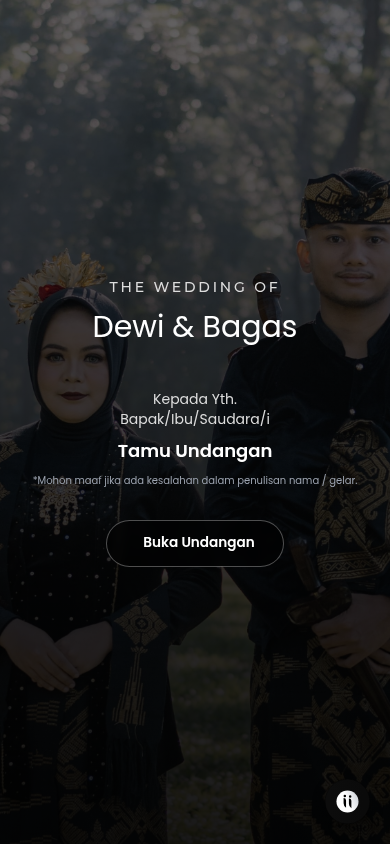 THE WEDDING OF
Dewi & Bagas
Kepada Yth.
Bapak/Ibu/Saudara/i
Tamu Undangan
*Mohon maaf jika ada kesalahan dalam penulisan nama / gelar.
Buka Undangan